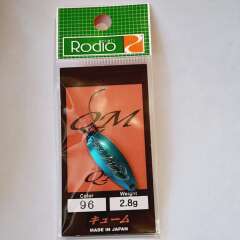 Rodio
QM
Color
Weight
96
2.8g
キューム
MADE IN JAPAN